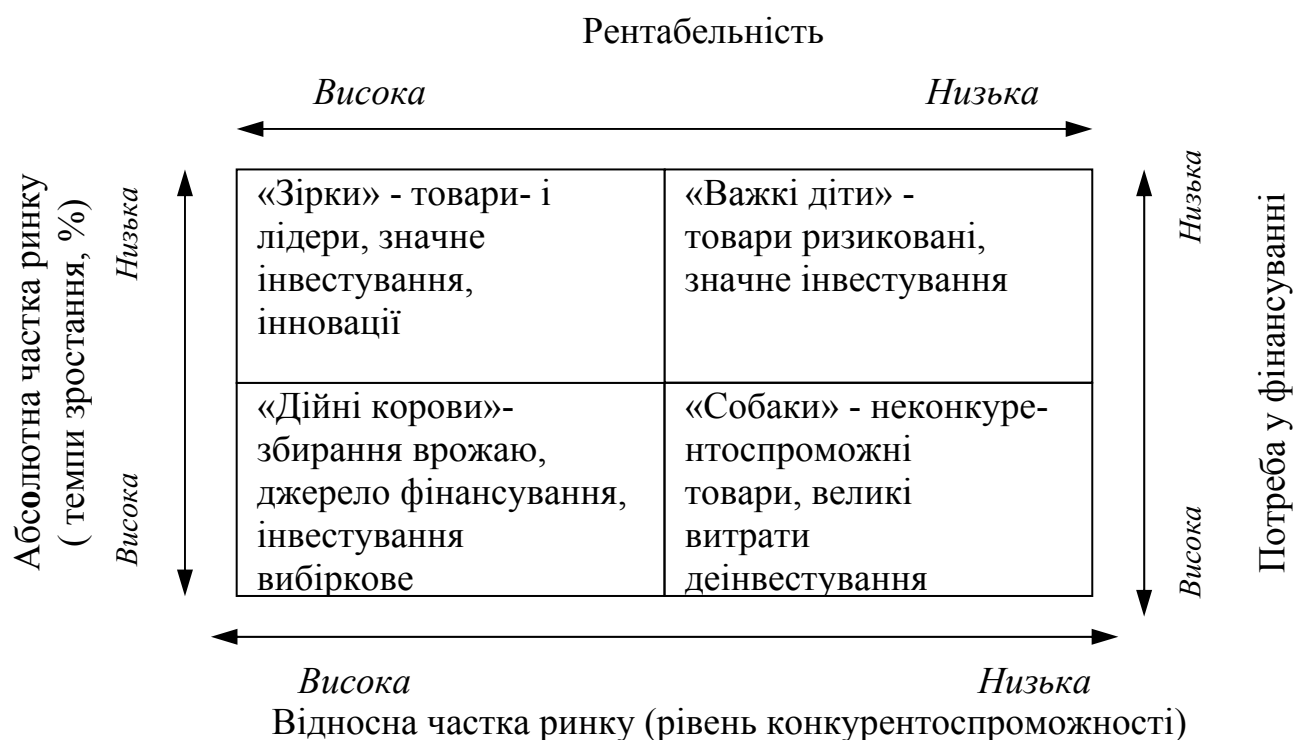 Рентабельність
Висока
Низька
Абсолютна частка ринку
( темпи зростання, %)
Низька
Висока
«Зірки» - товари- і
лідери, значне
інвестування,
інновації
«Важкі діти» -
товари ризиковані,
значне інвестування
«Дійні корови»-
збирання врожаю,
джерело фінансування,
інвестування
вибіркове
«Собаки» - неконкуре-
нтоспроможні
товари, великі
витрати
деінвестування
Низька
Висока
Потреба у фінансуванні
Висока
Низька
Відносна частка ринку (рівень конкурентоспроможності)